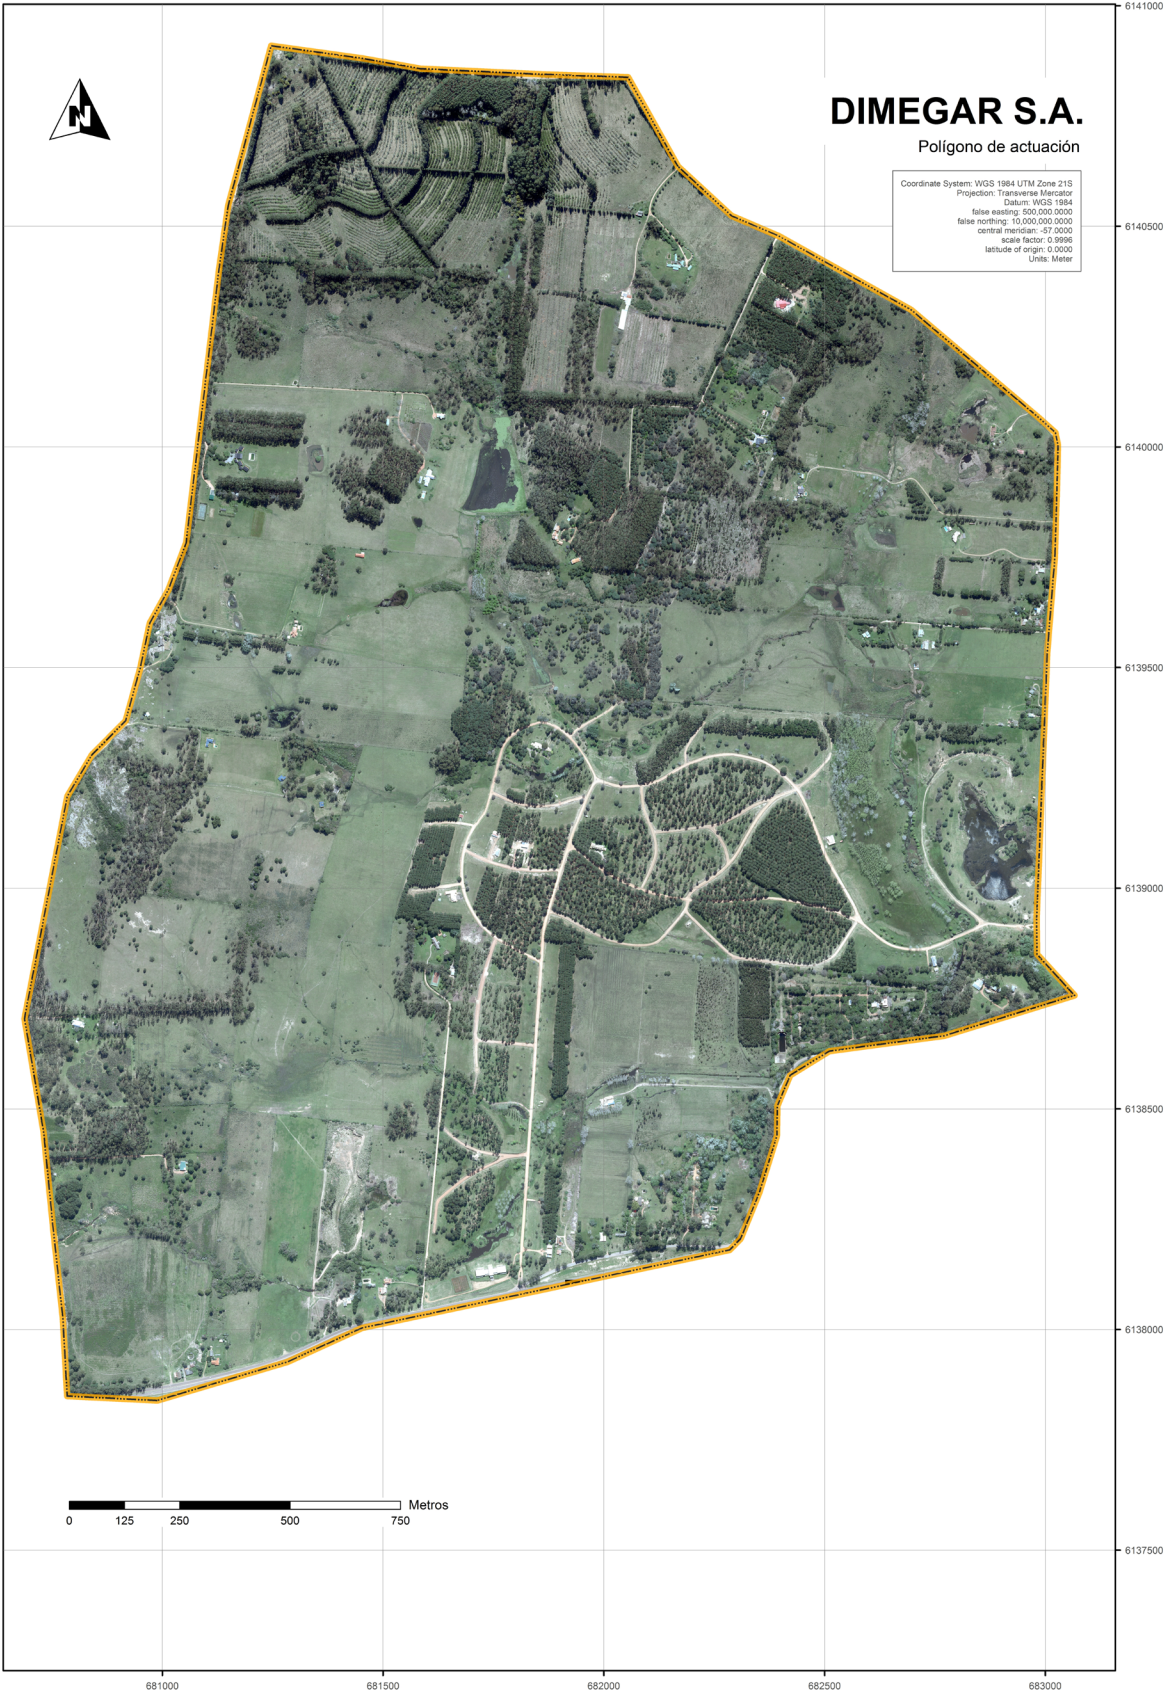 6141000
N
DIMEGAR S.A.
Polígono de actuación
Coordinate System: WGS 1984 UTM Zone 21S
Projection: Transverse Mercator
Datum: WGS 1984
false easting: 500,000.0000
false northing: 10,000,000.0000
central meridian: -57.0000
scale factor: 0.9996
latitude of origin: 0.0000
Units: Meter
6140500
6140000
6139500
6139000
6138500
6138000
Metros
0 125 250 500 750
6137500
681000 681500 682000 682500 683000